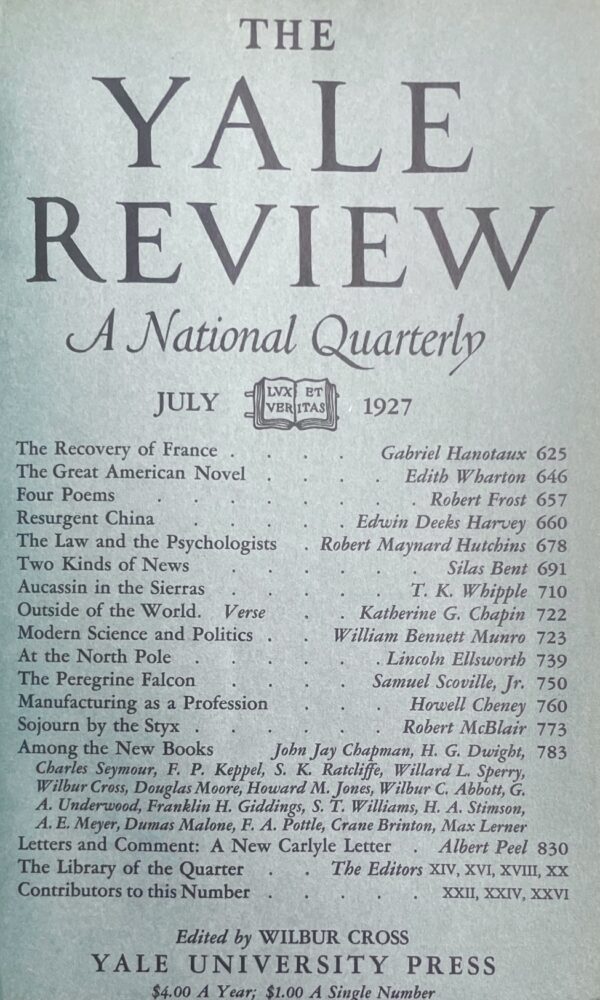 THE
YALE
REVIEW
A National Quarterly
JULY LVX ET VERITAS 1927
The Recovery of France . . . . Gabriel Hanotaux 625
The Great American Novel . . . . Edith Wharton 646
Four Poems . . . . . . . . Robert Frost 657
Resurgent China . . . . . Edwin Deeks Harvey 660
The Law and the Psychologists . Robert Maynard Hutchins 678
Two Kinds of News . . . . . . Silas Bent 691
Aucassin in the Sierras . . . . . T. K. Whipple 710
Outside of the World. Verse . . Katherine G. Chapin 722
Modern Science and Politics . . William Bennett Munro 723
At the North Pole . . . . . . Lincoln Ellsworth 739
The Peregrine Falcon . . . . Samuel Scoville, Jr. 750
Manufacturing as a Profession . . . Howell Cheney 760
Sojourn by the Styx . . . . . . Robert McBlair 773
Among the New Books John Jay Chapman, H. G. Dwight, 783
Charles Seymour, F. P. Keppel, S. K. Ratcliffe, Willard L. Sperry,
Wilbur Cross, Douglas Moore, Howard M. Jones, Wilbur C. Abbott, G.
A. Underwood, Franklin H. Giddings, S. T. Williams, H. A. Stimson,
A. E. Meyer, Dumas Malone, F. A. Pottle, Crane Brinton, Max Lerner
Letters and Comment: A New Carlyle Letter . Albert Peel 830
The Library of the Quarter . . The Editors XIV, XVI, XVIII, XX
Contributors to this Number . . . . . XXII, XXIV, XXVI
Edited by WILBUR CROSS
YALE UNIVERSITY PRESS
$4.00 A Year; $1.00 A Single Number